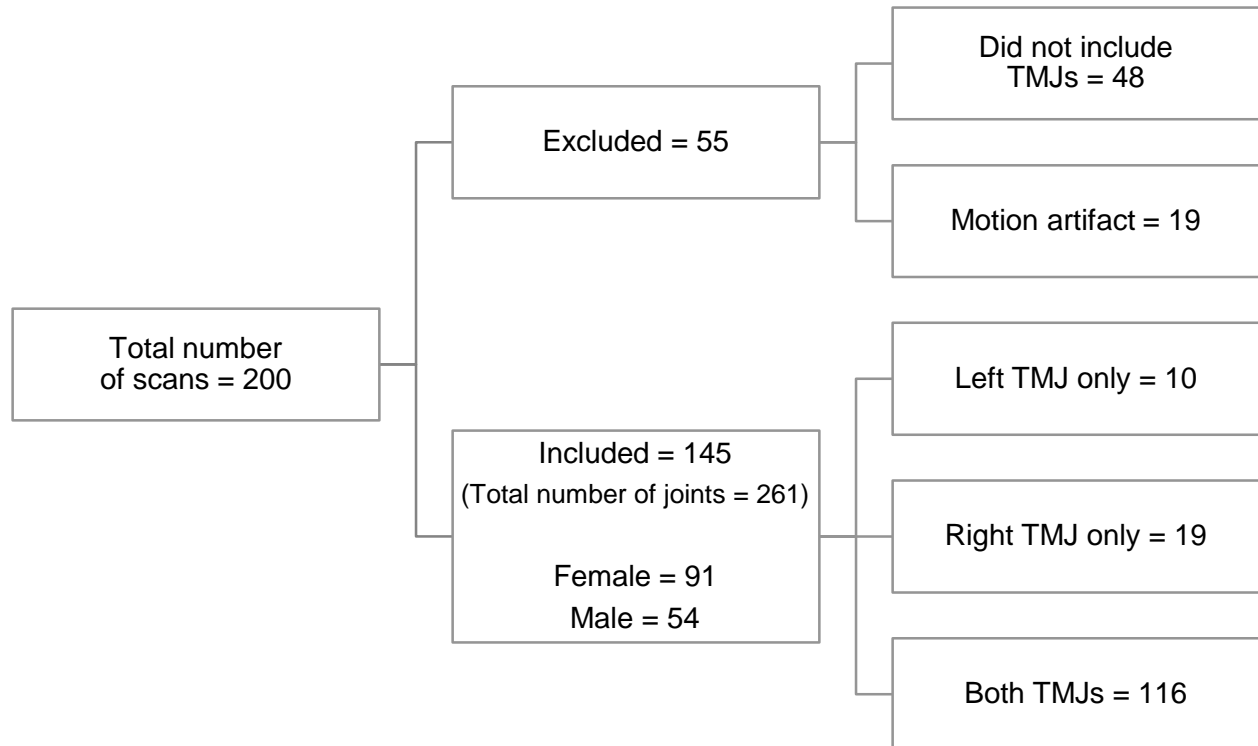 Total number
of scans = 200
Excluded = 55
Did not include
TMJs = 48
Motion artifact = 19
Included = 145
(Total number of joints = 261)
Female = 91
Male = 54
Left TMJ only = 10
Right TMJ only = 19
Both TMJs = 116